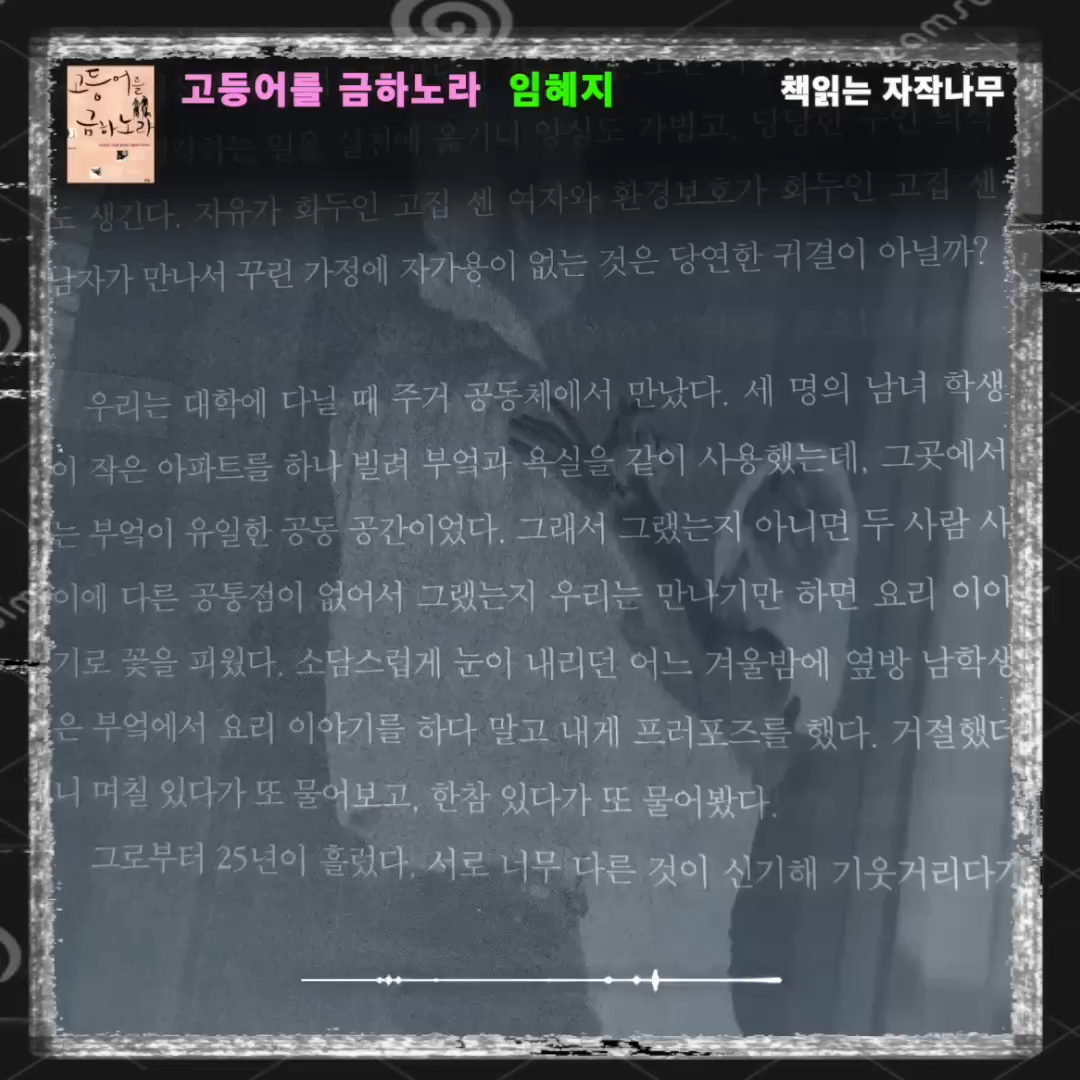 고등어를 금하노라 임혜지
책읽는 자작나무
고등어를
금하노라
일을 실천에 옮기니 양심도 가볍고, 당당한 주인 의식
도 생긴다. 자유가 화두인 고집 센 여자와 환경보호가 화두인 고집 센
남자가 만나서 꾸린 가정에 자가용이 없는 것은 당연한 귀결이 아닐까?
우리는 대학에 다닐 때 주거 공동체에서 만났다. 세 명의 남녀 학생
이 작은 아파트를 하나 빌려 부엌과 욕실을 같이 사용했는데, 그곳에서
는 부엌이 유일한 공동 공간이었다. 그래서 그랬는지 아니면 두 사람 사
이에 다른 공통점이 없어서 그랬는지 우리는 만나기만 하면 요리 이야
기로 꽃을 피웠다. 소담스럽게 눈이 내리던 어느 겨울밤에 옆방 남학생
은 부엌에서 요리 이야기를 하다 말고 내게 프러포즈를 했다. 거절했더
니 며칠 있다가 또 물어보고, 한참 있다가 또 물어봤다.
그로부터 25년이 흘렀다. 서로 너무 다른 것이 신기해 기웃거리다가